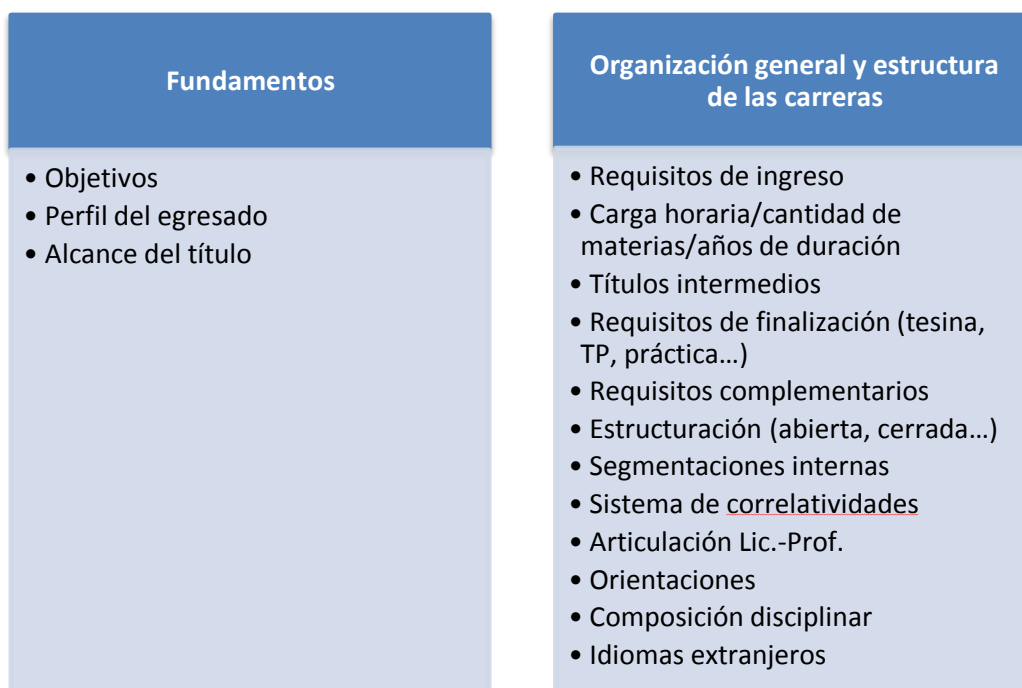 Fundamentos
• Objetivos
• Perfil del egresado
• Alcance del título
Organización general y estructura
de las carreras
• Requisitos de ingreso
• Carga horaria/cantidad de
materias/años de duración
• Títulos intermedios
• Requisitos de finalización (tesina,
TP, práctica…)
• Requisitos complementarios
• Estructuración (abierta, cerrada…)
• Segmentaciones internas
• Sistema de correlatividades
• Articulación Lic.-Prof.
• Orientaciones
• Composición disciplinar
• Idiomas extranjeros